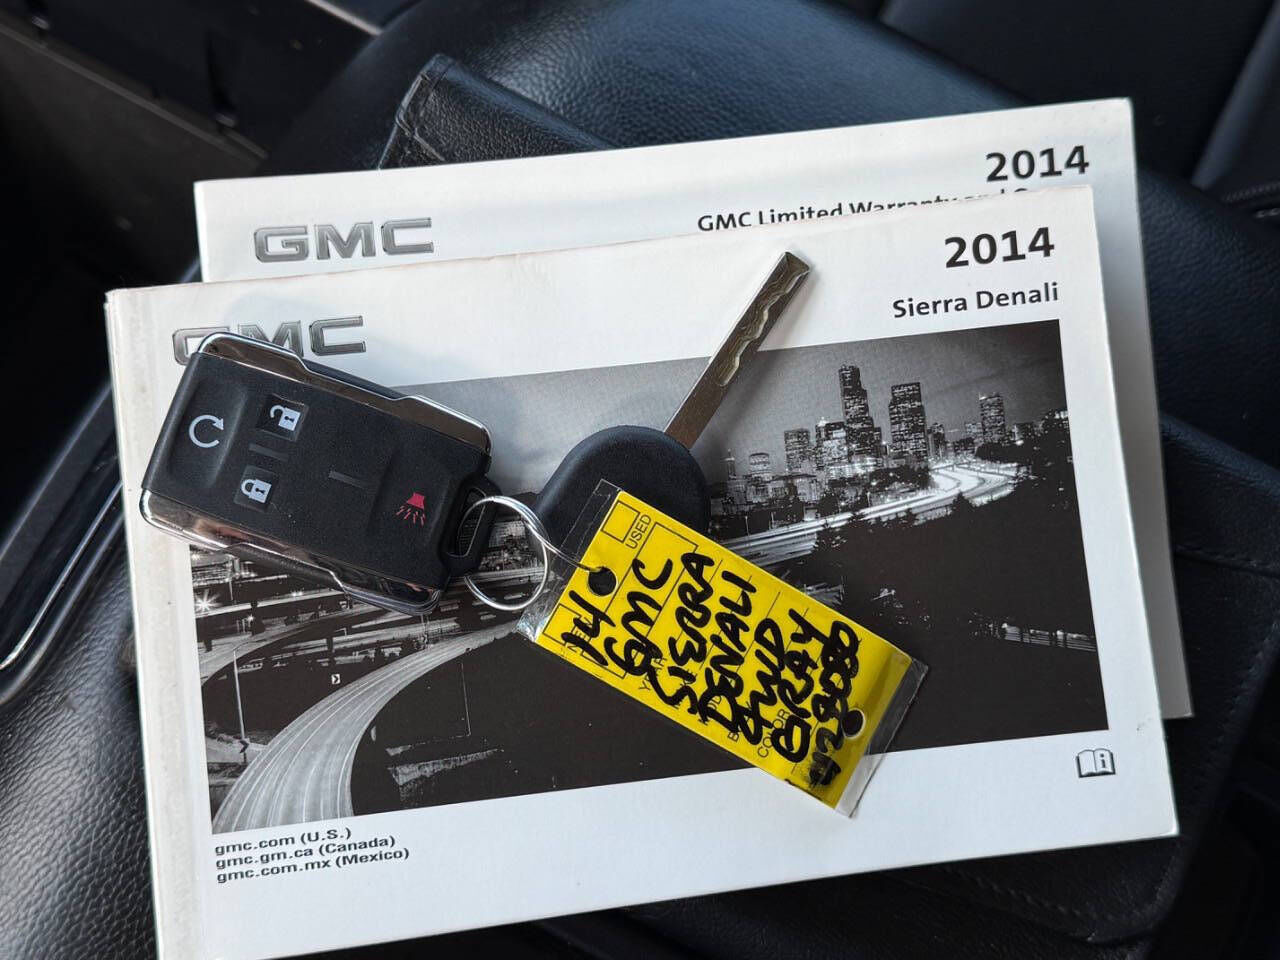 2014
GMC
GMC Limited Warranty and
2014
Sierra Denali
GMC
USED
14
GMC
SIERRA
DENALI
GRAY
gmc.com (U.S.)
gmc.gm.ca (Canada)
gmc.com.mx (Mexico)